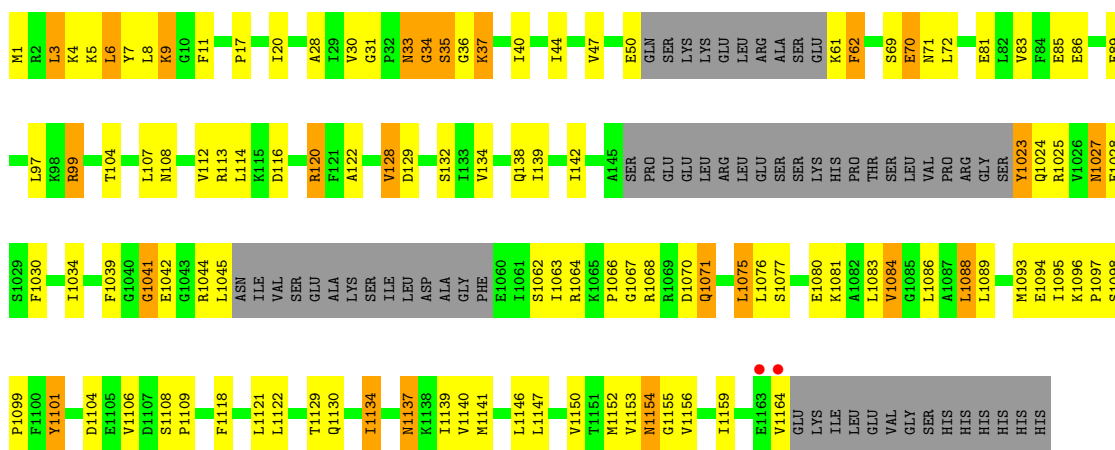 M1 R2 L3 K4 K5 L6 Y7 L8 K9 G10 F11 P17 I20 A28 I29 V30 G31 P32 N33 G34 S35 G36 K37 I40 I44 V47 E50 GLN SER LYS LYS GLU LEU LEU ARG ALA SER GLU K61 F62 S69 E70 N71 L72 E81 L82 V83 F84 E85 E86
L97 K98 R99 T104 L107 N108 V112 R113 L114 K115 D116 R120 F121 A122 V128 D129 S132 I133 V134 Q138 I139 I142 A145 SER PRO GLU GLU LEU ARG LEU GLU SER SER LYS HIS PRO THR SER LEU VAL PRO ARG GLY SER Y1023 Q1024 R1025 V1026 N1027
S1029 F1030 I1034 F1039 G1040 G1041 E1042 G1043 R1044 L1045 ASN ILE VAL SER GLU ALA LYS SER ILE LEU ASP ALA GLY PHE E1060 I1061 S1062 I1063 R1064 K1065 P1066 G1067 R1068 R1069 D1070 Q1071 L1075 L1076 S1077 E1080 K1081 A1082 L1083 V1084 G1085 L1086 A1087 L1088 L1089 M1093 E1094 I1095 K1096 P1097 S1098
P1099 F1100 Y1101 D1104 E1105 V1106 D1107 S1108 P1109 F1118 L1121 L1122 T1129 Q1130 I1134 N1137 K1138 I1139 V1140 M1141 L1146 L1147 V1150 T1151 M1152 V1153 N1154 G1155 V1156 I1159 E1163 V1164 GLU LYS ILE LEU GLU VAL GLY SER HIS HIS HIS HIS HIS HIS